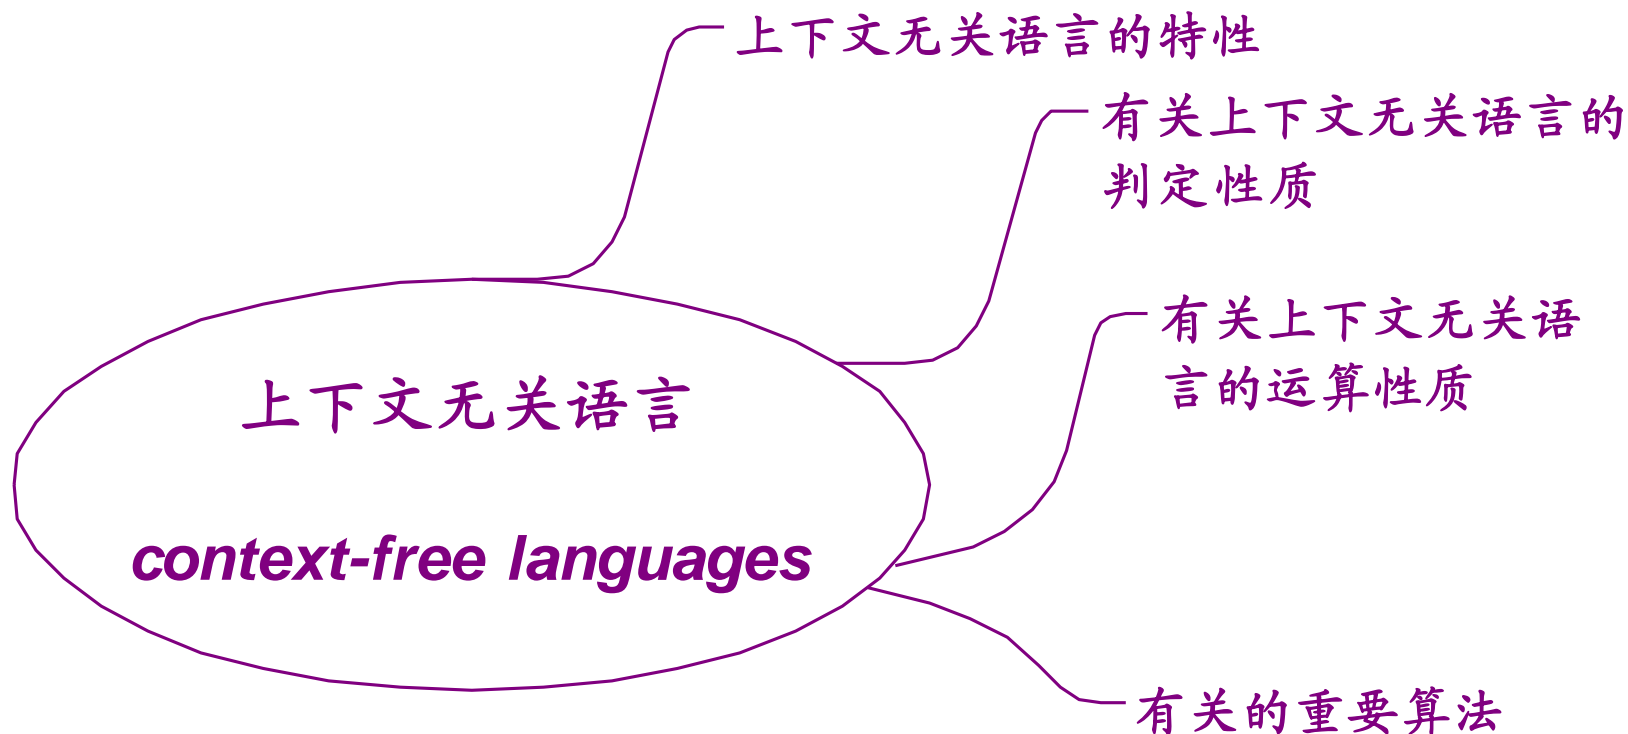 上下文无关语言的特性
有关上下文无关语言的
判定性质
有关上下文无关语
言的运算性质
上下文无关语言
context-free languages
有关的重要算法